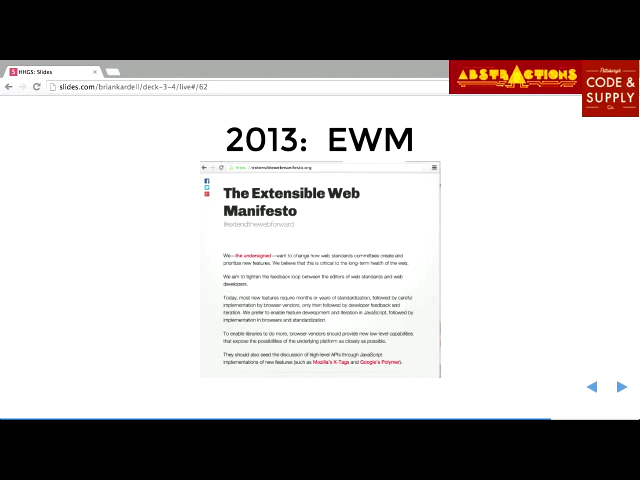 HHGS: Slides
slides.com/briankardell/deck-3-4/live#/62
ABSTRACTIONS
Pittsburgh
CODE &
SUPPLY
Co.
2013: EWM
https://extensiblewebmanifesto.org
The Extensible Web
Manifesto
#extendthewebforward
We—the undersigned—want to change how web standards committees create and
prioritize new features. We believe that this is critical to the long-term health of the web.
We aim to tighten the feedback loop between the editors of web standards and web
developers.
Today, most new features require months or years of standardization, followed by careful
implementation by browser vendors, only then followed by developer feedback and
iteration. We prefer to enable feature development and iteration in JavaScript, followed by
implementation in browsers and standardization.
To enable libraries to do more, browser vendors should provide new low-level capabilities
that expose the possibilities of the underlying platform as closely as possible.
They should also seed the discussion of high-level APIs through JavaScript
implementations of new features (such as Mozilla's X-Tags and Google's Polymer).